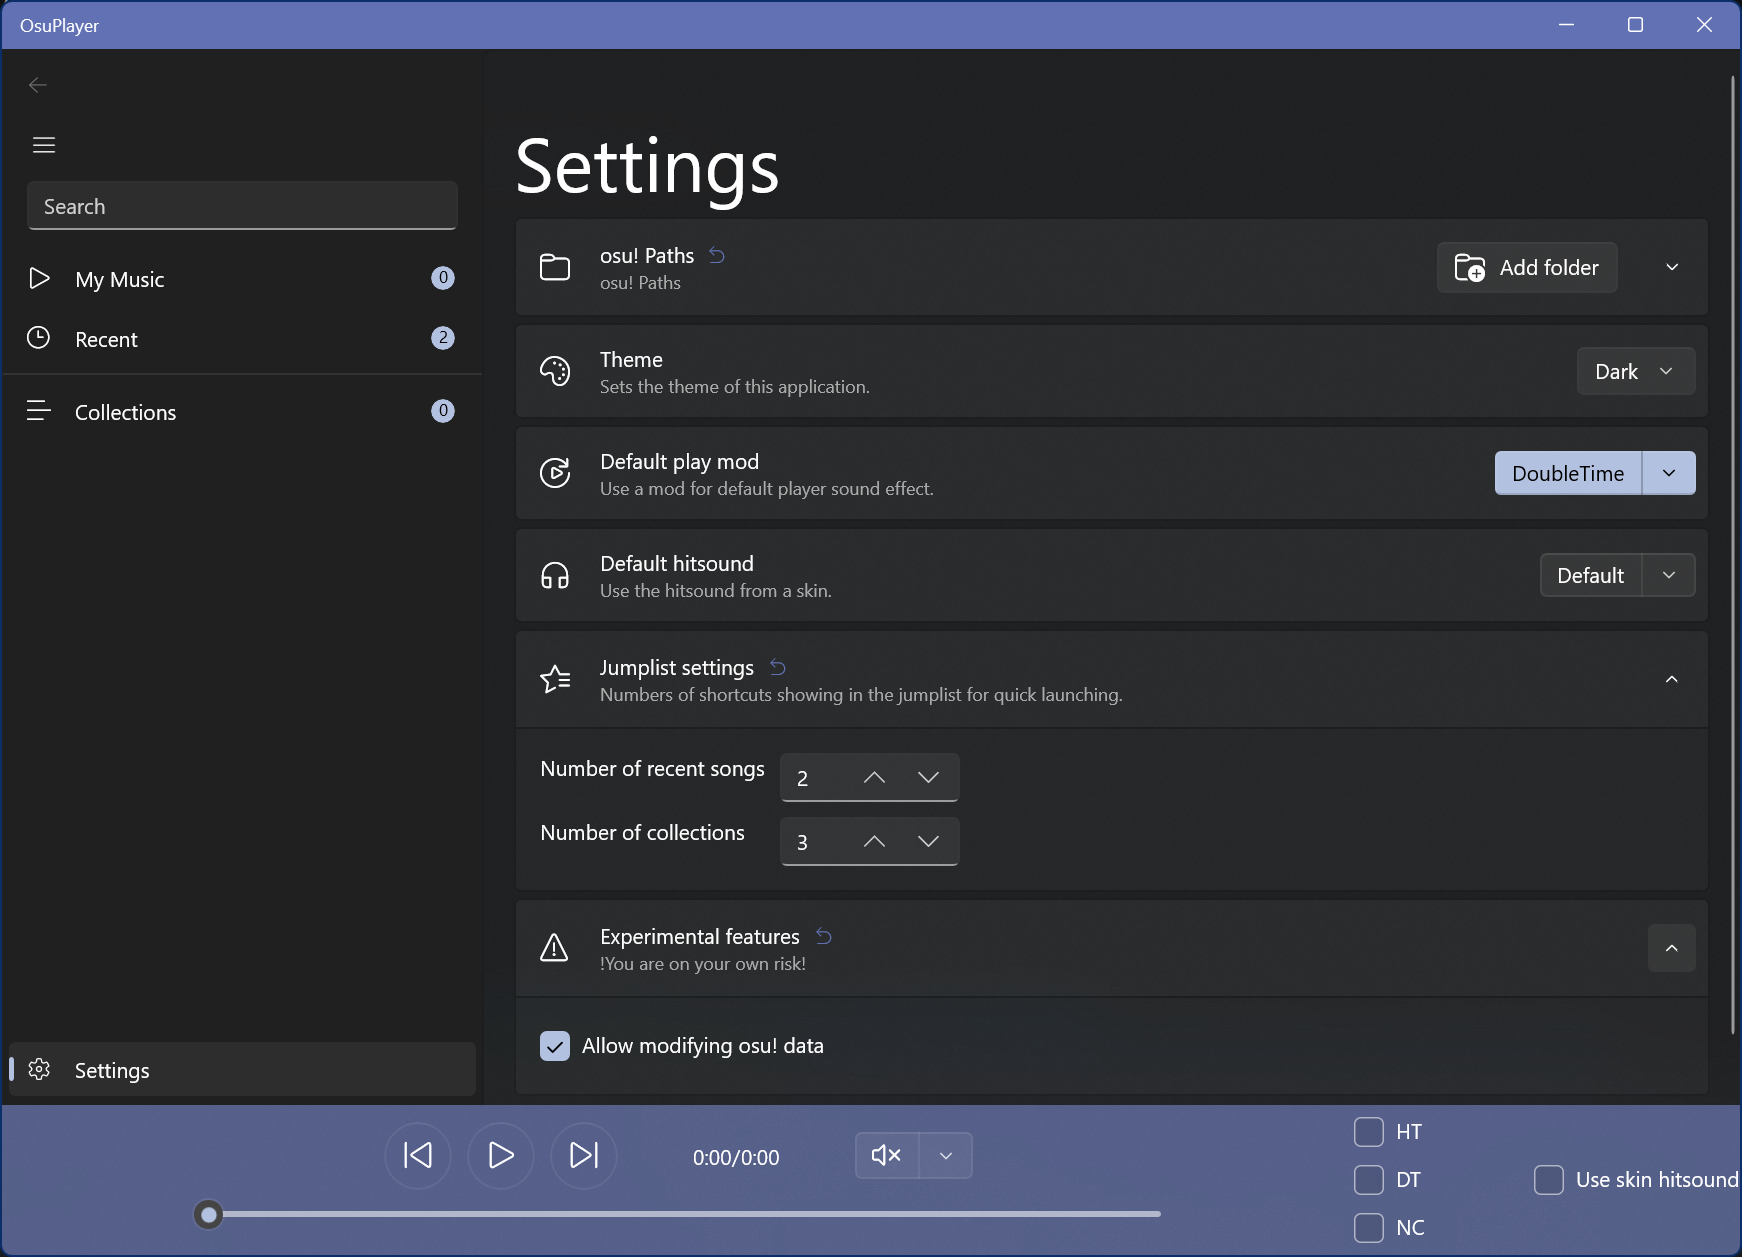 OsuPlayer
Search
My Music 0
Recent 2
Collections 0
Settings
Settings
osu! Paths
osu! Paths
Add folder
Theme
Sets the theme of this application.
Dark
Default play mod
Use a mod for default player sound effect.
DoubleTime
Default hitsound
Use the hitsound from a skin.
Default
Jumplist settings
Numbers of shortcuts showing in the jumplist for quick launching.
Number of recent songs 2
Number of collections 3
Experimental features
!You are on your own risk!
Allow modifying osu! data
0:00/0:00
HT
DT
NC
Use skin hitsound